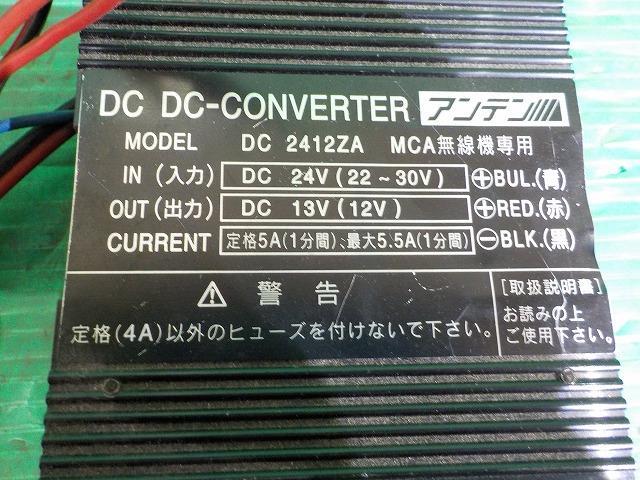 DC DC-CONVERTER アンテン
MODEL DC 2412ZA MCA無線機専用
IN (入力) DC 24V (22 ~ 30V) ⊕BUL.(青)
OUT (出力) DC 13V (12V) ⊕RED.(赤)
CURRENT 定格5A(1分間)、最大5.5A(1分間) ⊖BLK.(黒)
⚠ 警 告
定格(4A)以外のヒューズを付けないで下さい。
[取扱説明書]
お読みの上
ご使用下さい.